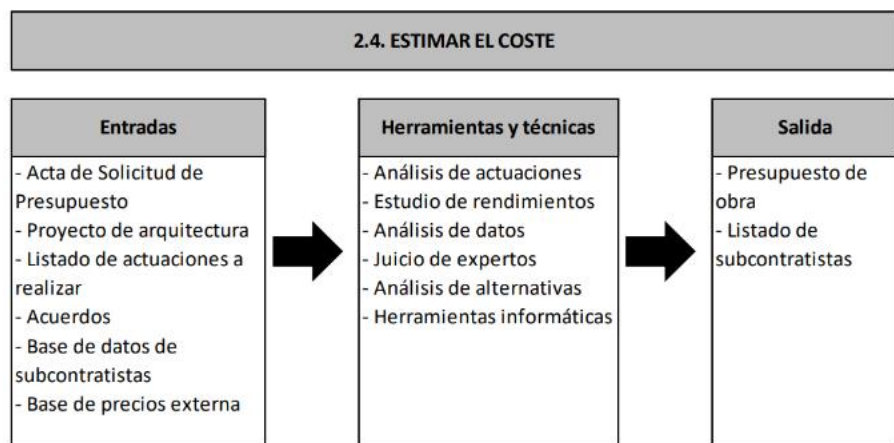 2.4. ESTIMAR EL COSTE
Entradas
- Acta de Solicitud de
Presupuesto
- Proyecto de arquitectura
- Listado de actuaciones a
realizar
- Acuerdos
- Base de datos de
subcontratistas
- Base de precios externa
Herramientas y técnicas
- Análisis de actuaciones
- Estudio de rendimientos
- Análisis de datos
- Juicio de expertos
- Análisis de alternativas
- Herramientas informáticas
Salida
- Presupuesto de
obra
- Listado de
subcontratistas